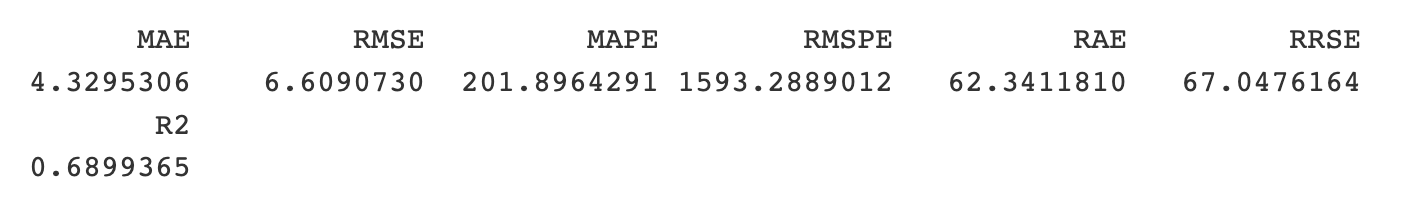 MAE RMSE MAPE RMSPE RAE RRSE
4.3295306 6.6090730 201.8964291 1593.2889012 62.3411810 67.0476164
R2
0.6899365